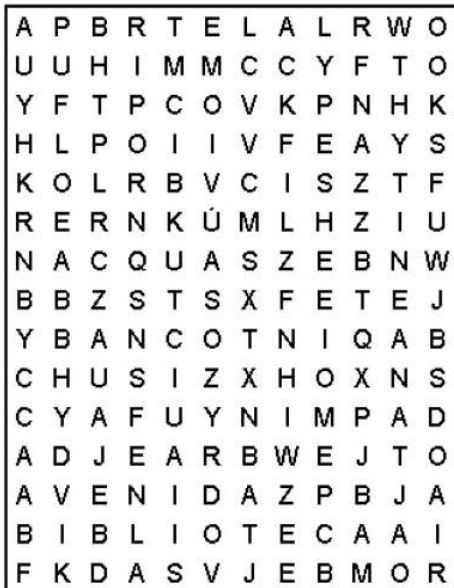 A P B R T E L A L R W O
U U H I M M C C Y F T O
Y F T P C O V K P N H K
H L P O I I V F E A Y S
K O L R B V C I S Z T F
R E R N K Ú M L H Z I U
N A C Q U A S Z E B N W
B B Z S T S X F E T E J
Y B A N C O T N I Q A B
C H U S I Z X H O X N S
C Y A F U Y N I M P A D
A D J E A R B W E J T O
A V E N I D A Z P B J A
B I B L I O T E C A A I
F K D A S V J E B M O R